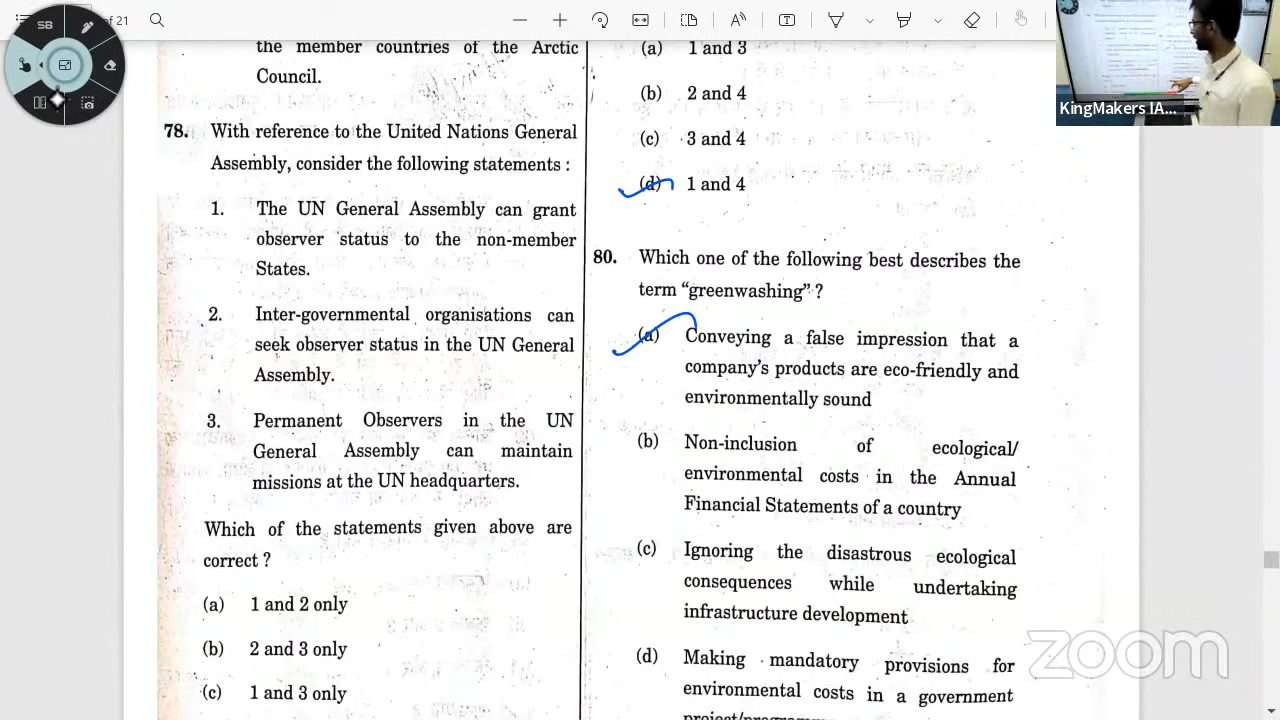 SB
of 21
the member countries of the Arctic
Council.
78. With reference to the United Nations General
Assembly, consider the following statements :
1. The UN General Assembly can grant
observer status to the non-member
States.
2. Inter-governmental organisations can
seek observer status in the UN General
Assembly.
3. Permanent Observers in the UN
General Assembly can maintain
missions at the UN headquarters.
Which of the statements given above are
correct ?
(a) 1 and 2 only
(b) 2 and 3 only
(c) 1 and 3 only
(a) 1 and 3
(b) 2 and 4
(c) 3 and 4
(d) 1 and 4
80. Which one of the following best describes the
term “greenwashing” ?
(a) Conveying a false impression that a
company’s products are eco-friendly and
environmentally sound
(b) Non-inclusion of ecological/
environmental costs in the Annual
Financial Statements of a country
(c) Ignoring the disastrous ecological
consequences while undertaking
infrastructure development
(d) Making mandatory provisions for
environmental costs in a government
KingMakers IA...
zoom